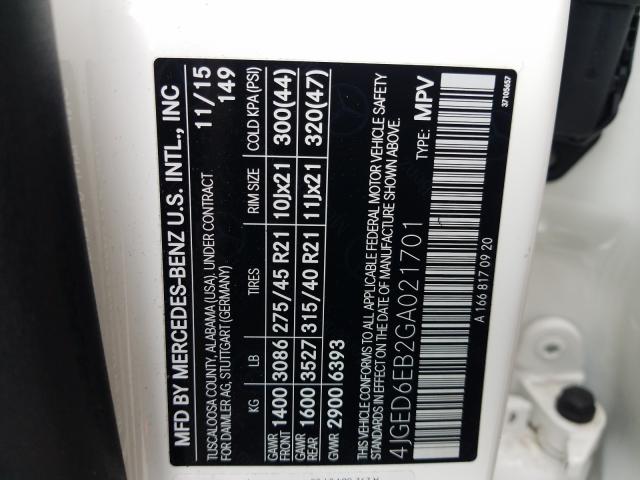 MFD BY MERCEDES-BENZ U.S. INTL., INC
TUSCALOOSA COUNTY, ALABAMA (USA), UNDER CONTRACT 11/15
FOR DAIMLER AG, STUTTGART (GERMANY) 149
KG LB TIRES RIM SIZE COLD KPA (PSI)
GAWR FRONT 1400 3086 275/45 R21 10Jx21 300(44)
GAWR REAR 1600 3527 315/40 R21 11Jx21 320(47)
GVWR 2900 6393
THIS VEHICLE CONFORMS TO ALL APPLICABLE FEDERAL MOTOR VEHICLE SAFETY
STANDARDS IN EFFECT ON THE DATE OF MANUFACTURE SHOWN ABOVE.
4JGED6EB2GA021701 TYPE: MPV
A 166 817 09 20 37105657